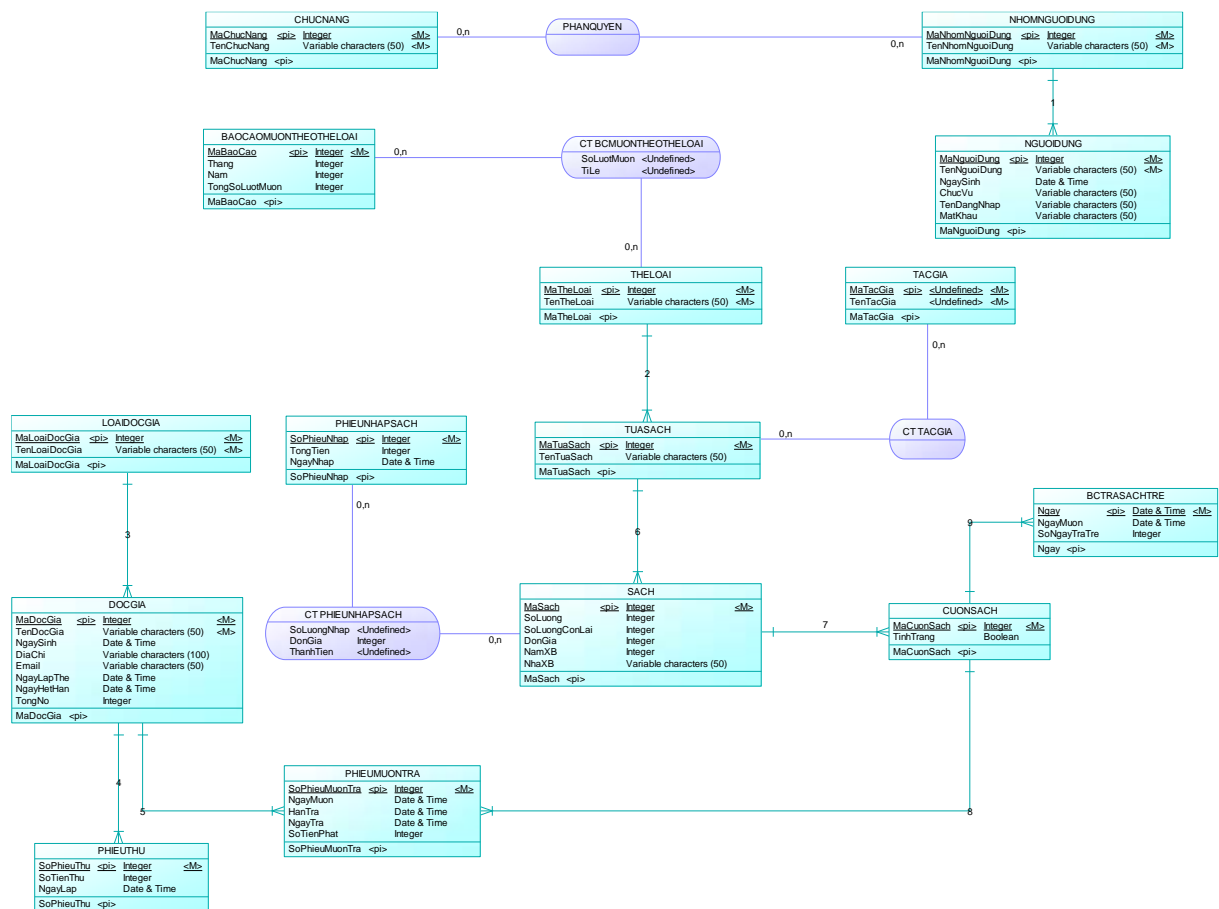 CHUCNANG
MaChucNang <pi> Integer <M>
TenChucNang Variable characters (50) <M>
MaChucNang <pi>
0,n
PHANQUYEN
0,n
NHOMNGUOIDUNG
MaNhomNguoiDung <pi> Integer <M>
TenNhomNguoiDung Variable characters (50) <M>
MaNhomNguoiDung <pi>
1
BAOCAOMUONTHEOTHELOAI
MaBaoCao <pi> Integer <M>
Thang Integer
Nam Integer
TongSoLuotMuon Integer
MaBaoCao <pi>
0,n
CT BCMUONTHEOTHELOAI
SoLuotMuon <Undefined>
TiLe <Undefined>
0,n
NGUOIDUNG
MaNguoiDung <pi> Integer <M>
TenNguoiDung Variable characters (50) <M>
NgaySinh Date & Time
ChucVu Variable characters (50)
TenDangNhap Variable characters (50)
MatKhau Variable characters (50)
MaNguoiDung <pi>
THELOAI
MaTheLoai <pi> Integer <M>
TenTheLoai Variable characters (50) <M>
MaTheLoai <pi>
2
TACGIA
MaTacGia <pi> <Undefined> <M>
TenTacGia <Undefined> <M>
MaTacGia <pi>
0,n
LOAIDOCGIA
MaLoaiDocGia <pi> Integer <M>
TenLoaiDocGia Variable characters (50) <M>
MaLoaiDocGia <pi>
3
PHIEUNHAPSACH
SoPhieuNhap <pi> Integer <M>
TongTien Integer
NgayNhap Date & Time
SoPhieuNhap <pi>
0,n
TUASACH
MaTuaSach <pi> Integer <M>
TenTuaSach Variable characters (50)
MaTuaSach <pi>
0,n
CT TACGIA
6
BCTRASACHTRE
Ngay <pi> Date & Time <M>
NgayMuon Date & Time
SoNgayTraTre Integer
Ngay <pi>
9
DOCGIA
MaDocGia <pi> Integer <M>
TenDocGia Variable characters (50) <M>
NgaySinh Date & Time
DiaChi Variable characters (100)
Email Variable characters (50)
NgayLapThe Date & Time
NgayHetHan Date & Time
TongNo Integer
MaDocGia <pi>
CT PHIEUNHAPSACH
SoLuongNhap <Undefined>
DonGia Integer
ThanhTien <Undefined>
0,n
SACH
MaSach <pi> Integer <M>
SoLuong Integer
SoLuongConLai Integer
DonGia Integer
NamXB Integer
NhaXB Variable characters (50)
MaSach <pi>
7
CUONSACH
MaCuonSach <pi> Integer <M>
TinhTrang Boolean
MaCuonSach <pi>
4
5
PHIEUMUONTRA
SoPhieuMuonTra <pi> Integer <M>
NgayMuon Date & Time
HanTra Date & Time
NgayTra Date & Time
SoTienPhat Integer
SoPhieuMuonTra <pi>
8
PHIEUTHU
SoPhieuThu <pi> Integer <M>
SoTienThu Integer
NgayLap Date & Time
SoPhieuThu <pi>